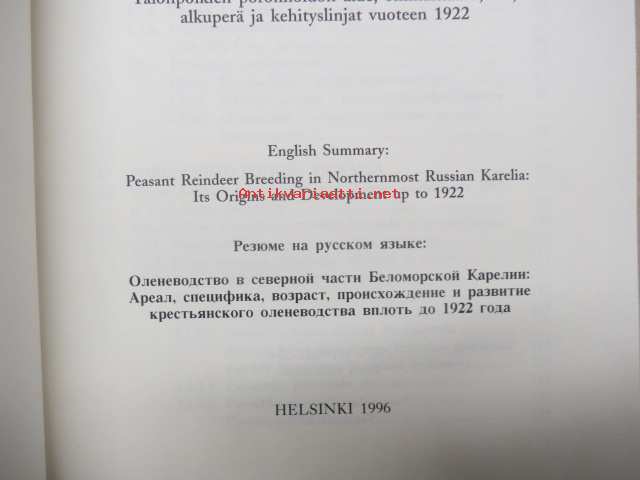 alkuperä ja kehityslinjat vuoteen 1922
English Summary:
Peasant Reindeer Breeding in Northernmost Russian Karelia:
Its Origins and Development up to 1922
Antikvariaatti.net
Резюме на русском языке:
Оленеводство в северной части Беломорской Карелии:
Ареал, специфика, возраст, происхождение и развитие
крестьянского оленеводства вплоть до 1922 года
HELSINKI 1996